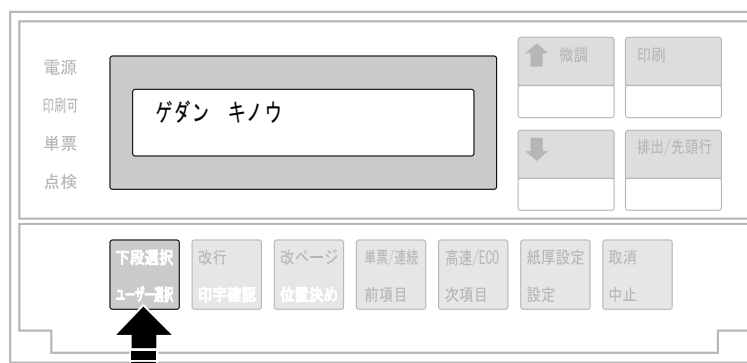 電源
印刷可
単票
点検
ゲダン キノウ
微調
印刷
排出/先頭行
下段選択
ユーザー選択
改行
印字確認
改ページ
位置決め
単票/連続
前項目
高速/ECO
次項目
紙厚設定
設定
取消
中止